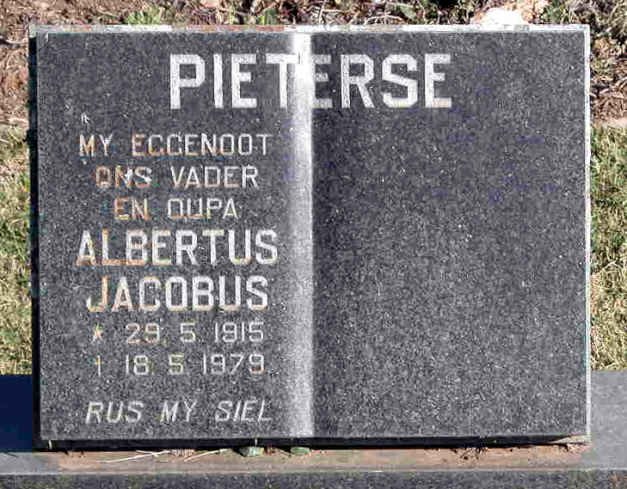 PIETERSE
MY EGGENOOT
ONS VADER
EN OUPA
ALBERTUS
JACOBUS
* 29. 5. 1915
† 18. 5. 1979
RUS MY SIEL